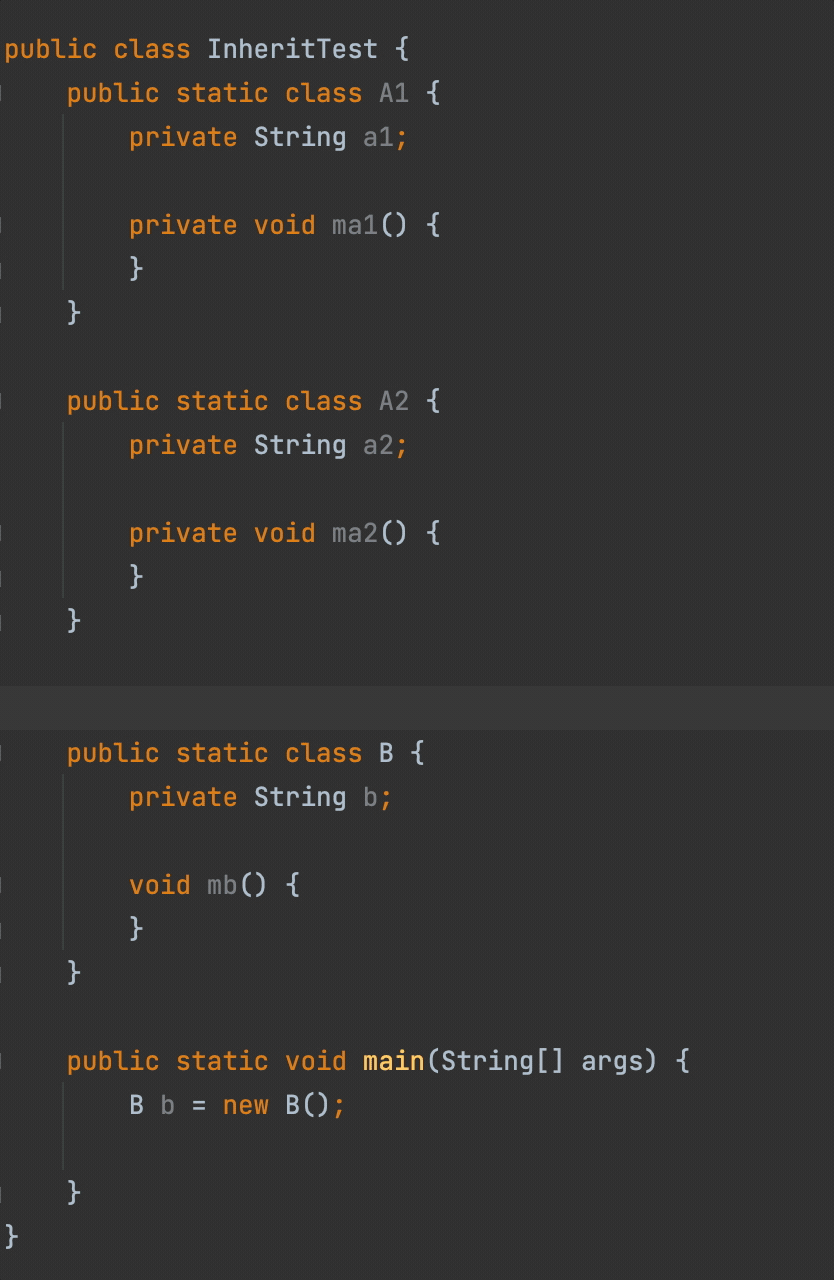 public class InheritTest {
public static class A1 {
private String a1;
private void ma1() {
}
}
public static class A2 {
private String a2;
private void ma2() {
}
}
public static class B {
private String b;
void mb() {
}
}
public static void main(String[] args) {
B b = new B();
}
}